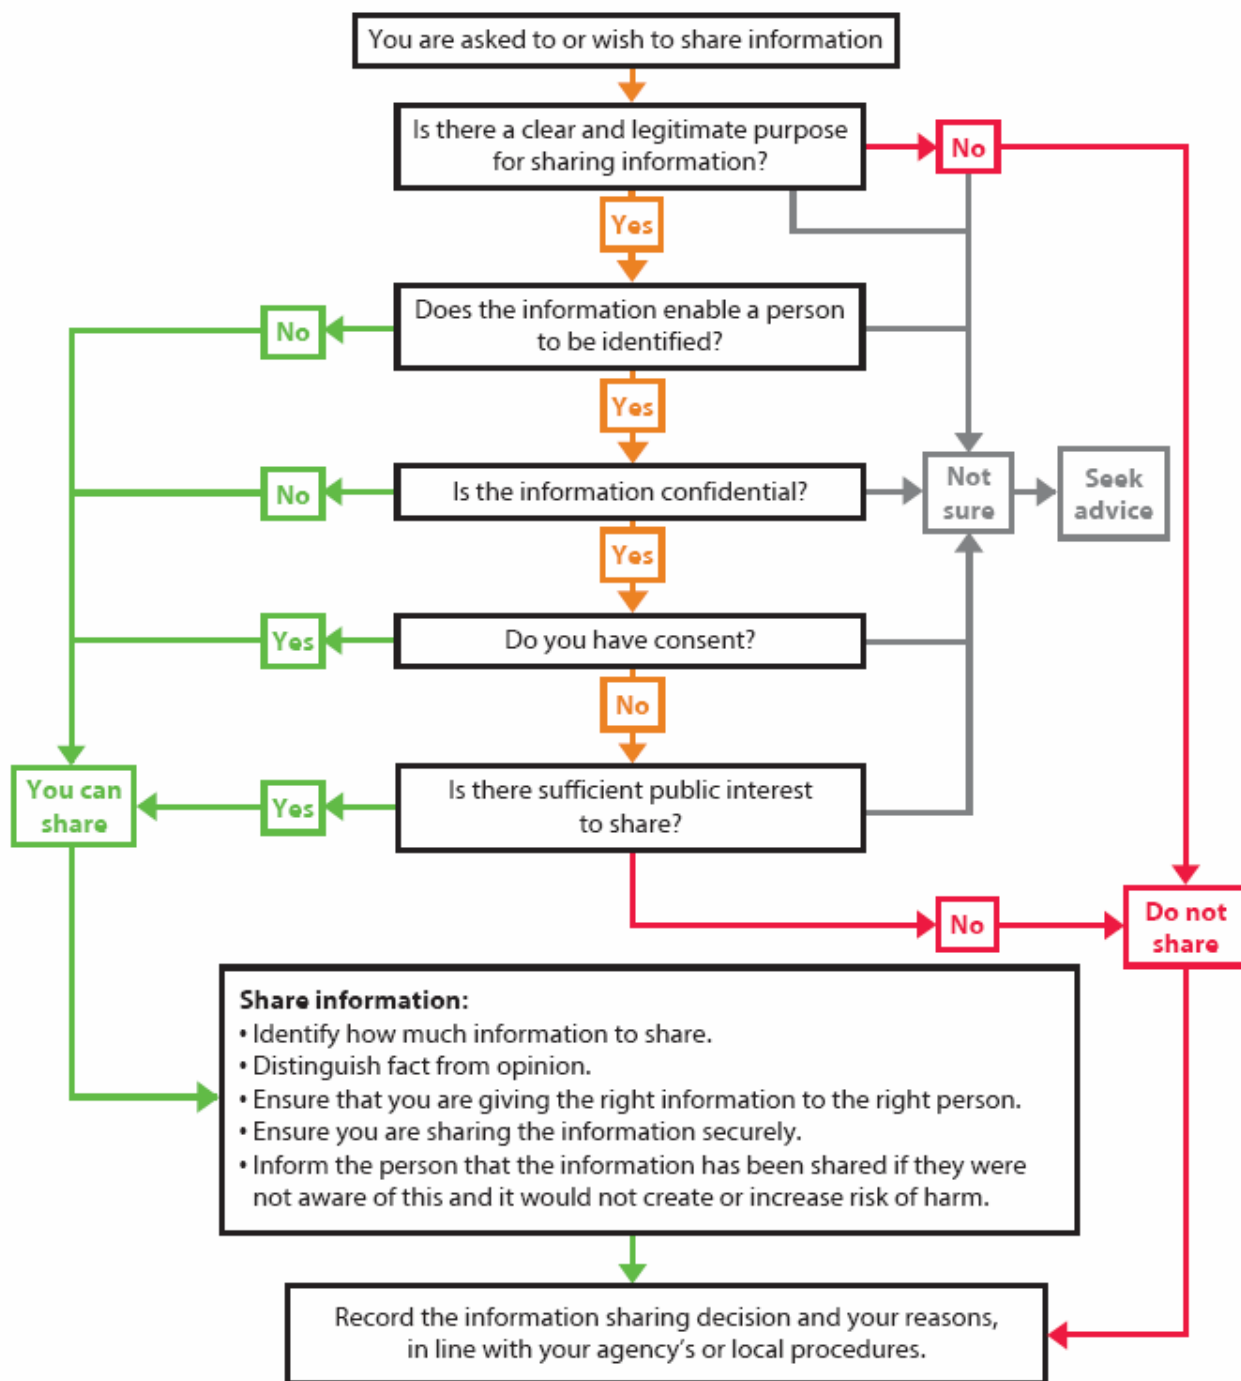 You are asked to or wish to share information
Is there a clear and legitimate purpose
for sharing information?
No
Yes
Does the information enable a person
to be identified?
No
Yes
Is the information confidential?
No
Not
sure
Seek
advice
Yes
Do you have consent?
Yes
No
Is there sufficient public interest
to share?
Yes
You can
share
No
Do not
share
Share information:
• Identify how much information to share.
• Distinguish fact from opinion.
• Ensure that you are giving the right information to the right person.
• Ensure you are sharing the information securely.
• Inform the person that the information has been shared if they were
not aware of this and it would not create or increase risk of harm.
Record the information sharing decision and your reasons,
in line with your agency’s or local procedures.